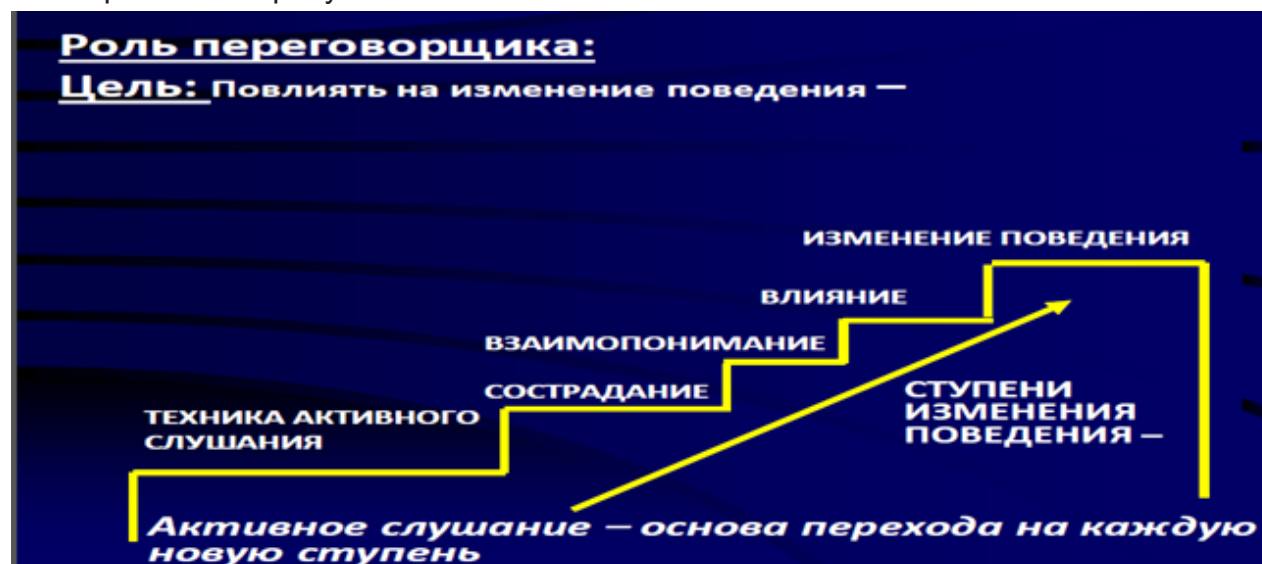 Роль переговорщика:
Цель: Повлиять на изменение поведения –
ИЗМЕНЕНИЕ ПОВЕДЕНИЯ
ВЛИЯНИЕ
ВЗАИМОПОНИМАНИЕ
СОСТРАДАНИЕ
ТЕХНИКА АКТИВНОГО
СЛУШАНИЯ
СТУПЕНИ
ИЗМЕНЕНИЯ
ПОВЕДЕНИЯ –
Активное слушание – основа перехода на каждую
новую ступень